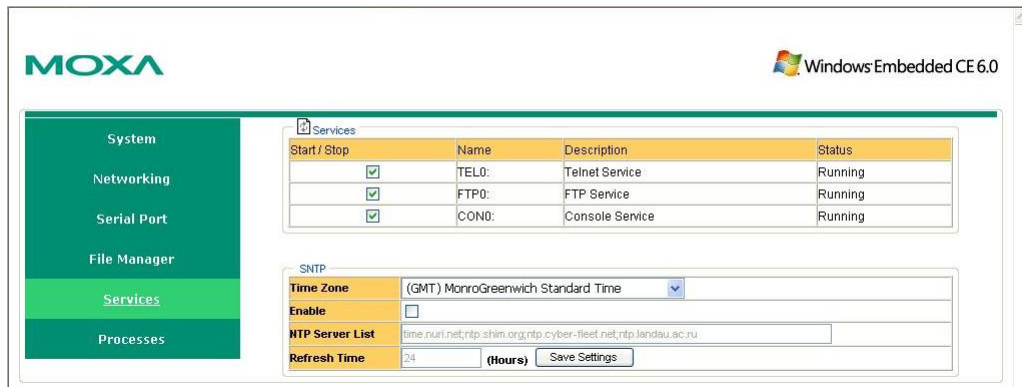 MOXA
Windows Embedded CE 6.0
System
Networking
Serial Port
File Manager
Services
Processes
Services
Start / Stop Name Description Status
TEL0: Telnet Service Running
FTP0: FTP Service Running
CON0: Console Service Running
SNTP
Time Zone (GMT) MonroGreenwich Standard Time
Enable
NTP Server List time.nuri.net;ntp.shim.org;ntp.cyber-fleet.net;ntp.landau.ac.ru
Refresh Time 24 (Hours) Save Settings